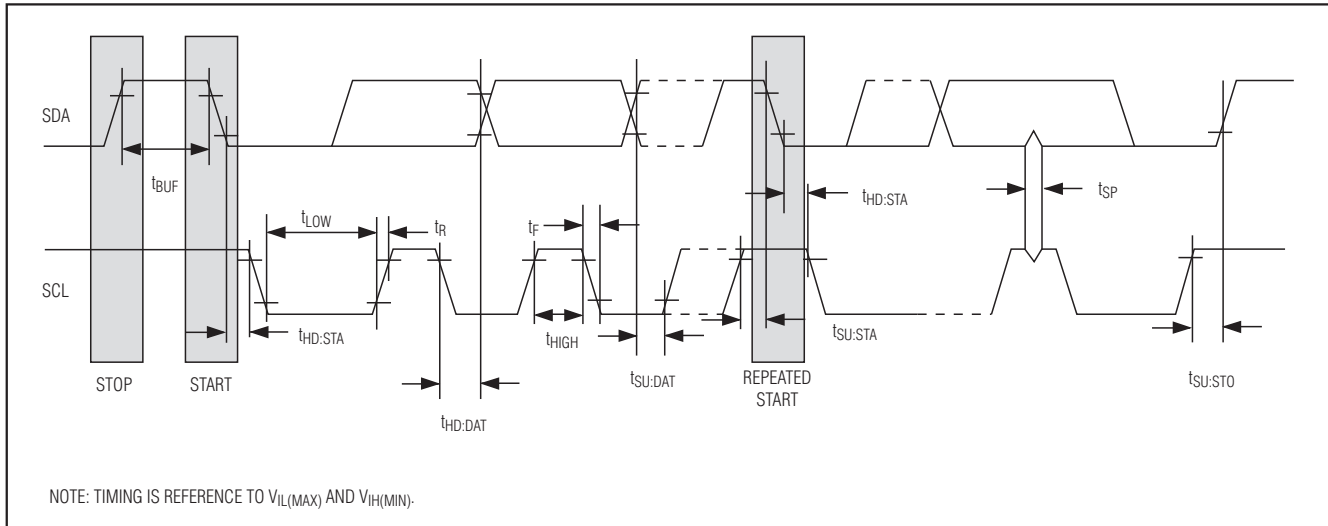 SDA
tBUF
tLOW
tR
tF
tHD:STA
tSP
SCL
tHD:STA
tHIGH
tSU:STA
STOP
START
tSU:DAT
REPEATED
START
tSU:STO
tHD:DAT
NOTE: TIMING IS REFERENCE TO VIL(MAX) AND VIH(MIN).